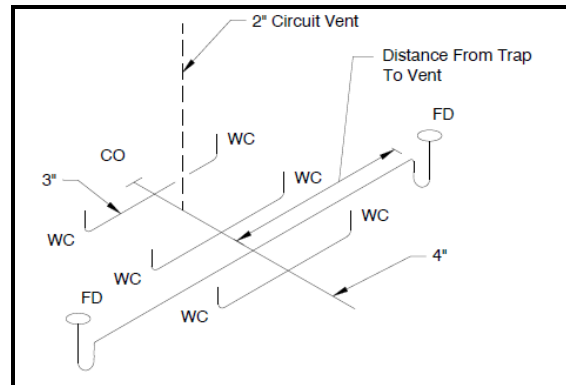 2" Circuit Vent
Distance From Trap
To Vent
FD
WC
CO
3"
WC
WC
WC
WC
4"
FD
WC